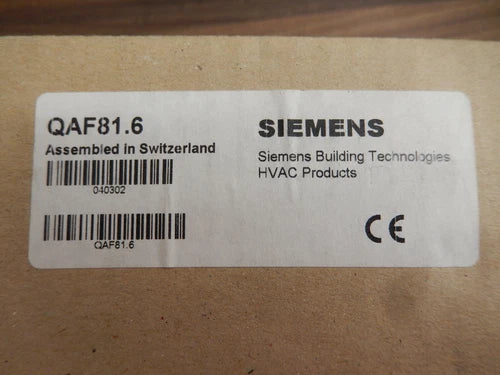 QAF81.6
Assembled in Switzerland
040302
QAF81.6
SIEMENS
Siemens Building Technologies
HVAC Products
CE